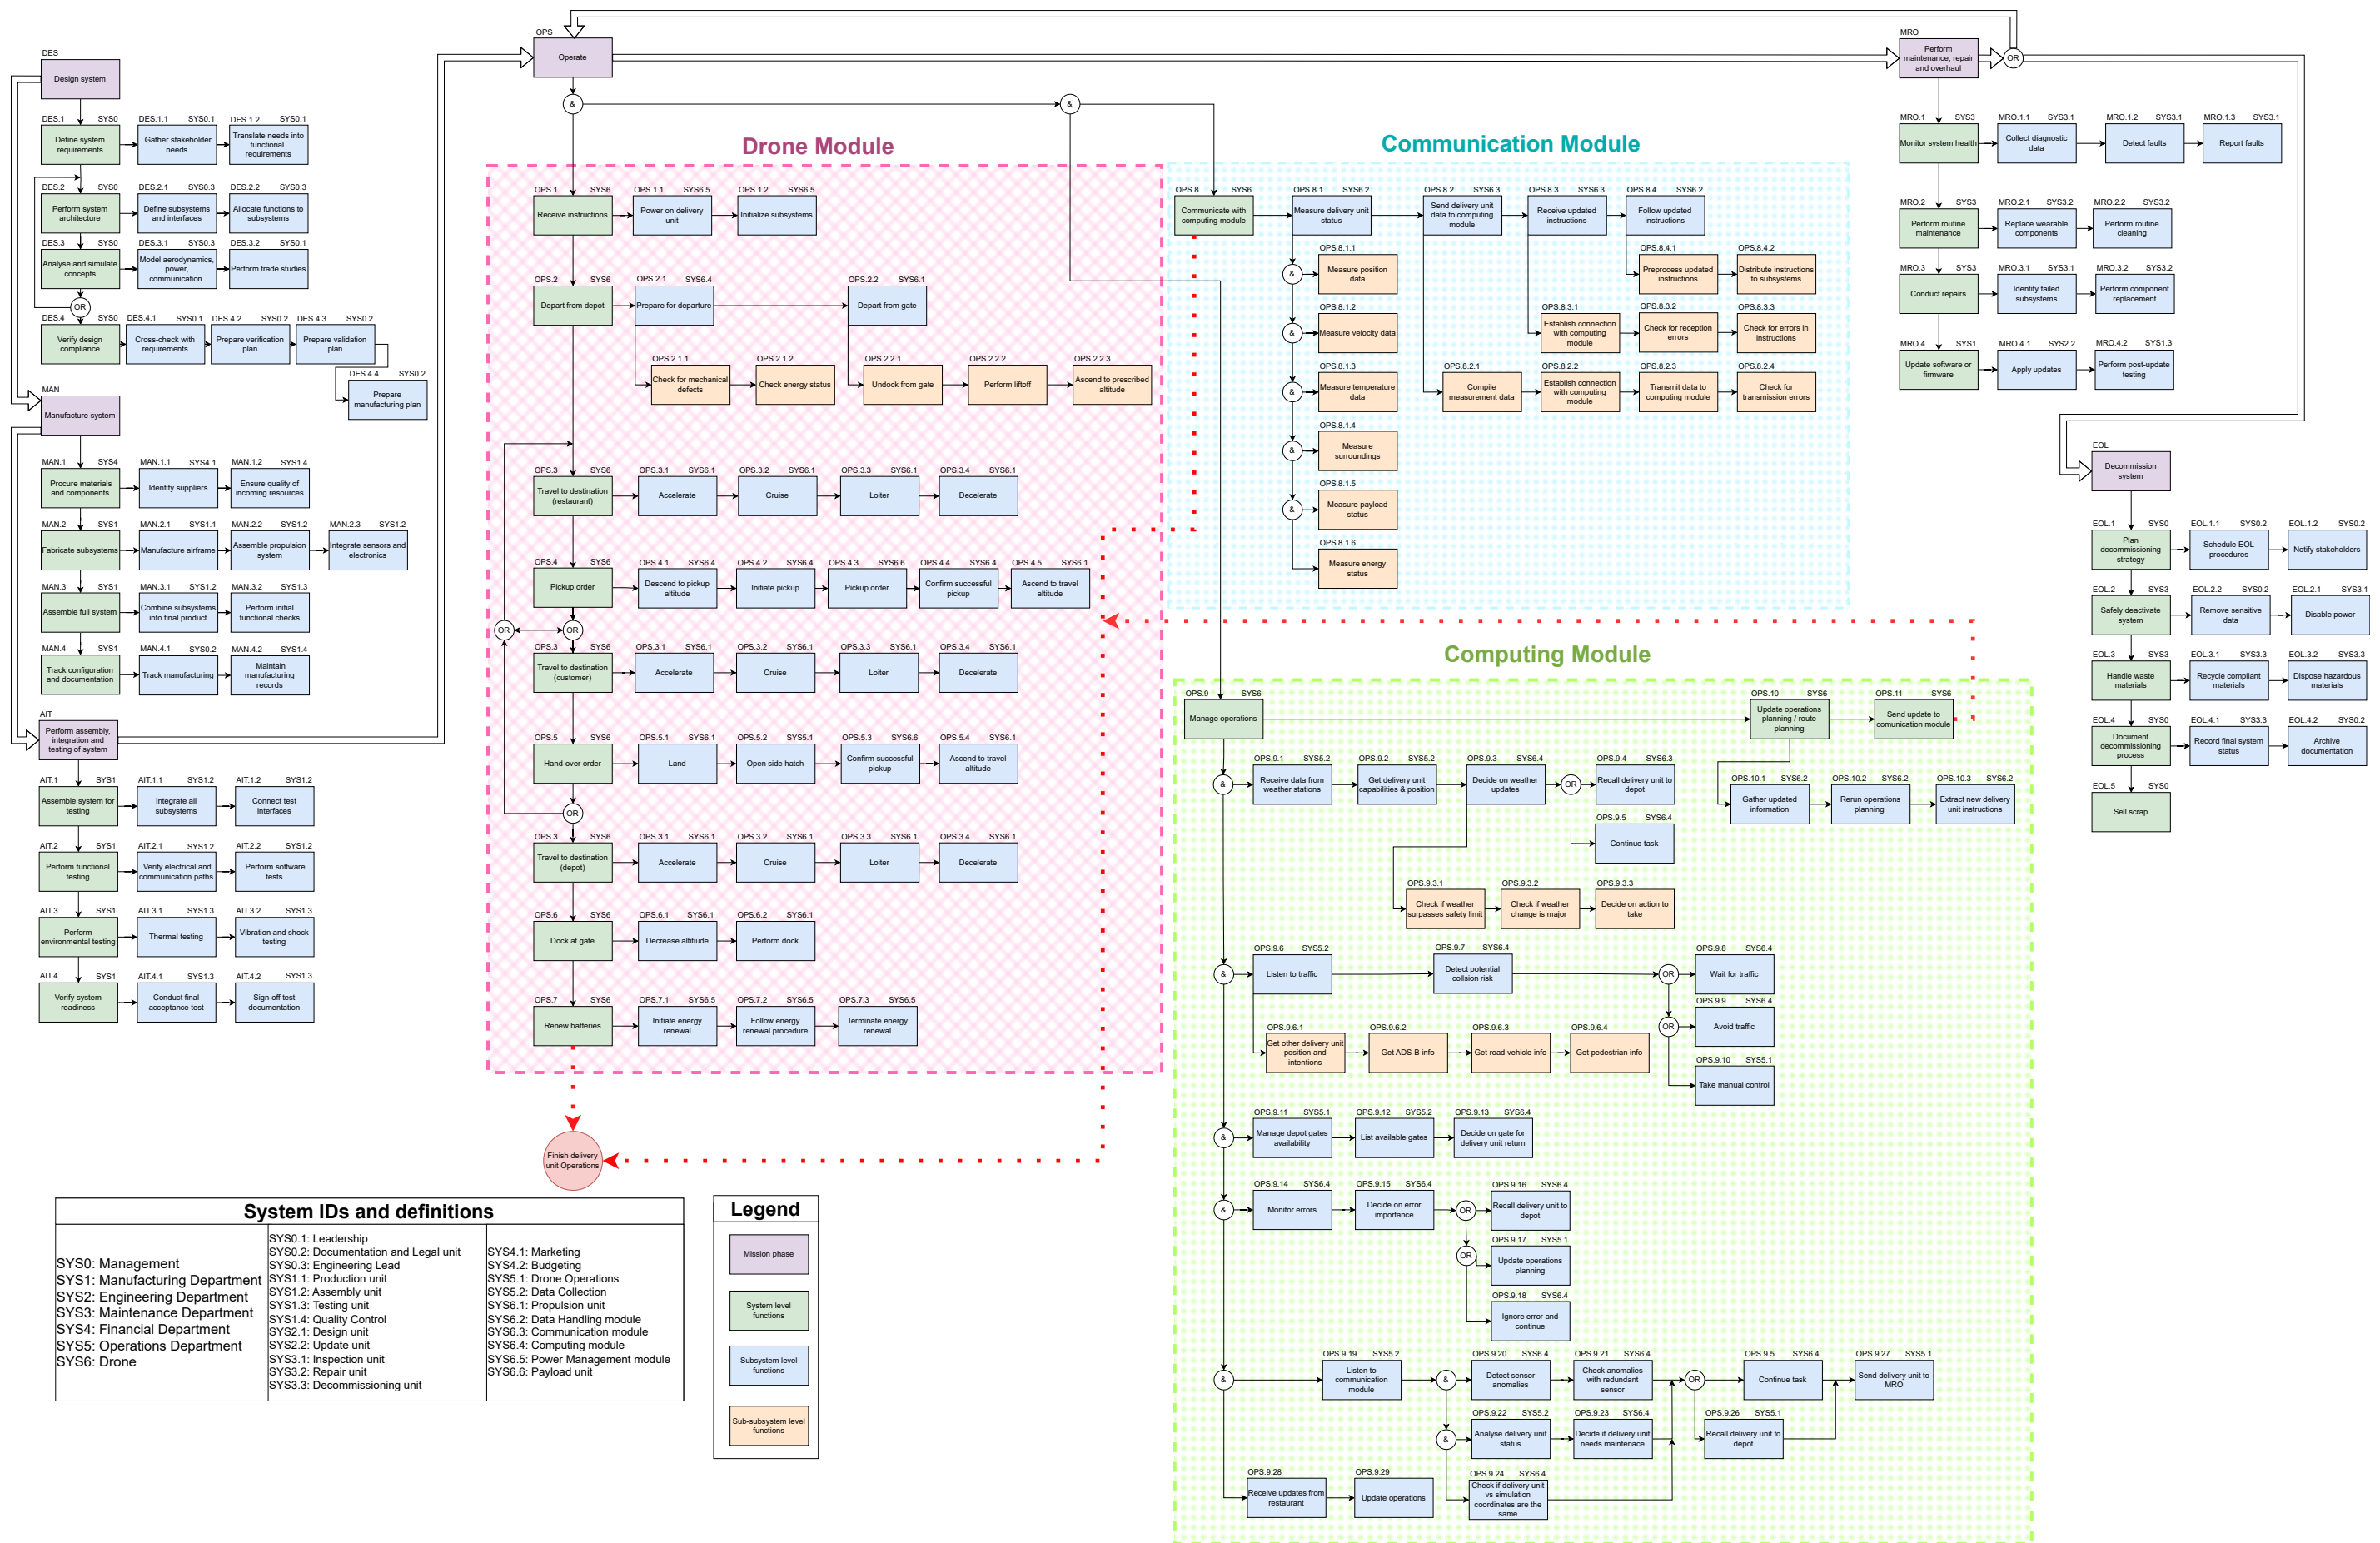 DES
Design system
DES.1 SYS0
Define system
requirements
DES.1.1 SYS0.1
Gather stakeholder
needs
DES.1.2 SYS0.1
Translate needs into
functional
requirements
DES.2 SYS0
Perform system
architecture
DES.2.1 SYS0.3
Define subsystems
and interfaces
DES.2.2 SYS0.3
Allocate functions to
subsystems
DES.3 SYS0
Analyse and simulate
concepts
DES.3.1 SYS0.3
Model aerodynamics,
power,
communication.
DES.3.2 SYS0.1
Perform trade studies
OR
DES.4 SYS0
Verify design
compliance
DES.4.1 SYS0.1
Cross-check with
requirements
DES.4.2 SYS0.2
Prepare verification
plan
DES.4.3 SYS0.2
Prepare validation
plan
DES.4.4 SYS0.2
Prepare
manufacturing plan
MAN
Manufacture system
MAN.1 SYS4
Procure materials
and components
MAN.1.1 SYS4.1
Identify suppliers
MAN.1.2 SYS1.4
Ensure quality of
incoming resources
MAN.2 SYS1
Fabricate subsystems
MAN.2.1 SYS1.1
Manufacture airframe
MAN.2.2 SYS1.2
Assemble propulsion
system
MAN.2.3 SYS1.2
Integrate sensors and
electronics
MAN.3 SYS1
Assemble full system
MAN.3.1 SYS1.2
Combine subsystems
into final product
MAN.3.2 SYS1.3
Perform initial
functional checks
MAN.4 SYS1
Track configuration
and documentation
MAN.4.1 SYS0.2
Track manufacturing
MAN.4.2 SYS1.4
Maintain
manufacturing
records
AIT
Perform assembly,
integration and
testing of system
AIT.1 SYS1
Assemble system for
testing
AIT.1.1 SYS1.2
Integrate all
subsystems
AIT.1.2 SYS1.2
Connect test
interfaces
AIT.2 SYS1
Perform functional
testing
AIT.2.1 SYS1.2
Verify electrical and
communication paths
AIT.2.2 SYS1.2
Perform software
tests
AIT.3 SYS1
Perform
environmental testing
AIT.3.1 SYS1.3
Thermal testing
AIT.3.2 SYS1.3
Vibration and shock
testing
AIT.4 SYS1
Verify system
readiness
AIT.4.1 SYS1.3
Conduct final
acceptance test
AIT.4.2 SYS1.3
Sign-off test
documentation
OPS
Operate
&
&
Drone Module
OPS.1 SYS6
Receive instructions
OPS.1.1 SYS6.5
Power on delivery
unit
OPS.1.2 SYS6.5
Initialize subsystems
OPS.2 SYS6
Depart from depot
OPS.2.1 SYS6.4
Prepare for departure
OPS.2.2 SYS6.1
Depart from gate
OPS.2.1.1
Check for mechanical
defects
OPS.2.1.2
Check energy status
OPS.2.2.1
Undock from gate
OPS.2.2.2
Perform liftoff
OPS.2.2.3
Ascend to prescribed
altitude
OPS.3 SYS6
Travel to destination
(restaurant)
OPS.3.1 SYS6.1
Accelerate
OPS.3.2 SYS6.1
Cruise
OPS.3.3 SYS6.1
Loiter
OPS.3.4 SYS6.1
Decelerate
OPS.4 SYS6
Pickup order
OPS.4.1 SYS6.4
Descend to pickup
altitude
OPS.4.2 SYS6.4
Initiate pickup
OPS.4.3 SYS6.6
Pickup order
OPS.4.4 SYS6.4
Confirm successful
pickup
OPS.4.5 SYS6.1
Ascend to travel
altitude
OR
OR
OPS.3 SYS6
Travel to destination
(customer)
OPS.3.1 SYS6.1
Accelerate
OPS.3.2 SYS6.1
Cruise
OPS.3.3 SYS6.1
Loiter
OPS.3.4 SYS6.1
Decelerate
OPS.5 SYS6
Hand-over order
OPS.5.1 SYS6.1
Land
OPS.5.2 SYS5.1
Open side hatch
OPS.5.3 SYS6.6
Confirm successful
pickup
OPS.5.4 SYS6.1
Ascend to travel
altitude
OR
OPS.3 SYS6
Travel to destination
(depot)
OPS.3.1 SYS6.1
Accelerate
OPS.3.2 SYS6.1
Cruise
OPS.3.3 SYS6.1
Loiter
OPS.3.4 SYS6.1
Decelerate
OPS.6 SYS6
Dock at gate
OPS.6.1 SYS6.1
Decrease altitiude
OPS.6.2 SYS6.1
Perform dock
OPS.7 SYS6
Renew batteries
OPS.7.1 SYS6.5
Initiate energy
renewal
OPS.7.2 SYS6.5
Follow energy
renewal procedure
OPS.7.3 SYS6.5
Terminate energy
renewal
Finish delivery
unit Operations
Communication Module
OPS.8 SYS6
Communicate with
computing module
OPS.8.1 SYS6.2
Measure delivery unit
status
OPS.8.2 SYS6.3
Send delivery unit
data to computing
module
OPS.8.3 SYS6.3
Receive updated
instructions
OPS.8.4 SYS6.2
Follow updated
instructions
&
OPS.8.1.1
Measure position
data
OPS.8.4.1
Preprocess updated
instructions
OPS.8.4.2
Distribute instructions
to subsystems
&
OPS.8.1.2
Measure velocity data
OPS.8.3.1
Establish connection
with computing
module
OPS.8.3.2
Check for reception
errors
OPS.8.3.3
Check for errors in
instructions
&
OPS.8.1.3
Measure temperature
data
OPS.8.2.1
Compile
measurement data
OPS.8.2.2
Establish connection
with computing
module
OPS.8.2.3
Transmit data to
computing module
OPS.8.2.4
Check for
transmission errors
&
OPS.8.1.4
Measure
surroundings
&
OPS.8.1.5
Measure payload
status
OPS.8.1.6
Measure energy
status
Computing Module
OPS.9 SYS6
Manage operations
OPS.10 SYS6
Update operations
planning / route
planning
OPS.11 SYS6
Send update to
comunication module
&
OPS.9.1 SYS5.2
Receive data from
weather stations
OPS.9.2 SYS5.2
Get delivery unit
capabilities & position
OPS.9.3 SYS6.4
Decide on weather
updates
OR
OPS.9.4 SYS6.3
Recall delivery unit to
depot
OPS.9.5 SYS6.4
Continue task
OPS.10.1 SYS6.2
Gather updated
information
OPS.10.2 SYS6.2
Rerun operations
planning
OPS.10.3 SYS6.2
Extract new delivery
unit instructions
OPS.9.3.1
Check if weather
surpasses safety limit
OPS.9.3.2
Check if weather
change is major
OPS.9.3.3
Decide on action to
take
&
OPS.9.6 SYS5.2
Listen to traffic
OPS.9.7 SYS6.4
Detect potential
collsion risk
OR
OPS.9.8 SYS6.4
Wait for traffic
OR
OPS.9.9 SYS6.4
Avoid traffic
OPS.9.10 SYS5.1
Take manual control
OPS.9.6.1
Get other delivery unit
position and
intentions
OPS.9.6.2
Get ADS-B info
OPS.9.6.3
Get road vehicle info
OPS.9.6.4
Get pedestrian info
&
OPS.9.11 SYS5.1
Manage depot gates
availability
OPS.9.12 SYS5.2
List available gates
OPS.9.13 SYS6.4
Decide on gate for
delivery unit return
&
OPS.9.14 SYS6.4
Monitor errors
OPS.9.15 SYS6.4
Decide on error
importance
OR
OPS.9.16 SYS6.4
Recall delivery unit to
depot
OR
OPS.9.17 SYS5.1
Update operations
planning
OPS.9.18 SYS6.4
Ignore error and
continue
&
OPS.9.19 SYS5.2
Listen to
communication
module
&
OPS.9.20 SYS6.4
Detect sensor
anomalies
OPS.9.21 SYS6.4
Check anomalies
with redundant
sensor
OR
OPS.9.5 SYS6.4
Continue task
OPS.9.27 SYS5.1
Send delivery unit to
MRO
&
OPS.9.22 SYS5.2
Analyse delivery unit
status
OPS.9.23 SYS6.4
Decide if delivery unit
needs maintenace
OPS.9.26 SYS5.1
Recall delivery unit to
depot
OPS.9.24 SYS6.4
Check if delivery unit
vs simulation
coordinates are the
same
OPS.9.28
Receive updates from
restaurant
OPS.9.29
Update operations
MRO
Perform
maintenance, repair
and overhaul
OR
MRO.1 SYS3
Monitor system health
MRO.1.1 SYS3.1
Collect diagnostic
data
MRO.1.2 SYS3.1
Detect faults
MRO.1.3 SYS3.1
Report faults
MRO.2 SYS3
Perform routine
maintenance
MRO.2.1 SYS3.2
Replace wearable
components
MRO.2.2 SYS3.2
Perform routine
cleaning
MRO.3 SYS3
Conduct repairs
MRO.3.1 SYS3.1
Identify failed
subsystems
MRO.3.2 SYS3.2
Perform component
replacement
MRO.4 SYS1
Update software or
firmware
MRO.4.1 SYS2.2
Apply updates
MRO.4.2 SYS1.3
Perform post-update
testing
EOL
Decommission
system
EOL.1 SYS0
Plan
decommissioning
strategy
EOL.1.1 SYS0.2
Schedule EOL
procedures
EOL.1.2 SYS0.2
Notify stakeholders
EOL.2 SYS3
Safely deactivate
system
EOL.2.2 SYS0.2
Remove sensitive
data
EOL.2.1 SYS3.1
Disable power
EOL.3 SYS3
Handle waste
materials
EOL.3.1 SYS3.3
Recycle compliant
materials
EOL.3.2 SYS3.3
Dispose hazardous
materials
EOL.4 SYS0
Document
decommissioning
process
EOL.4.1 SYS3.3
Record final system
status
EOL.4.2 SYS0.2
Archive
documentation
EOL.5 SYS0
Sell scrap
System IDs and definitions
SYS0: Management
SYS1: Manufacturing Department
SYS2: Engineering Department
SYS3: Maintenance Department
SYS4: Financial Department
SYS5: Operations Department
SYS6: Drone
SYS0.1: Leadership
SYS0.2: Documentation and Legal unit
SYS0.3: Engineering Lead
SYS1.1: Production unit
SYS1.2: Assembly unit
SYS1.3: Testing unit
SYS1.4: Quality Control
SYS2.1: Design unit
SYS2.2: Update unit
SYS3.1: Inspection unit
SYS3.2: Repair unit
SYS3.3: Decommissioning unit
SYS4.1: Marketing
SYS4.2: Budgeting
SYS5.1: Drone Operations
SYS5.2: Data Collection
SYS6.1: Propulsion unit
SYS6.2: Data Handling module
SYS6.3: Communication module
SYS6.4: Computing module
SYS6.5: Power Management module
SYS6.6: Payload unit
Legend
Mission phase
System level
functions
Subsystem level
functions
Sub-subsystem level
functions